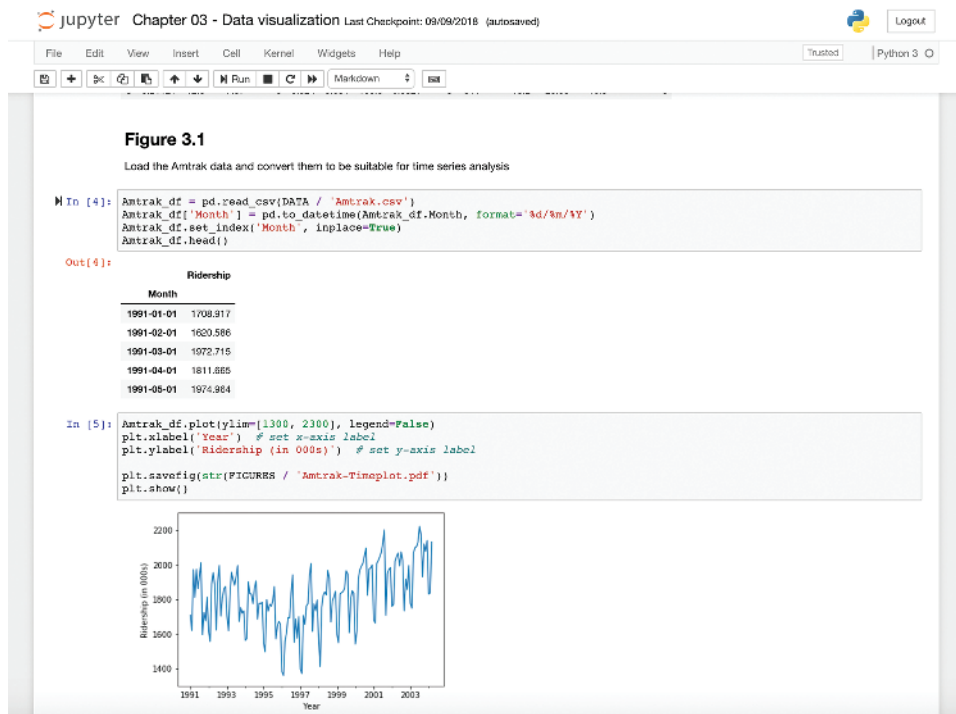 jupyter Chapter 03 - Data visualization Last Checkpoint: 09/09/2018 (autosaved)
Logout
File Edit View Insert Cell Kernel Widgets Help
Trusted Python 3
Run Markdown
Figure 3.1
Load the Amtrak data and convert them to be suitable for time series analysis
In [4]: Amtrak_df = pd.read_csv(DATA / 'Amtrak.csv')
Amtrak_df['Month'] = pd.to_datetime(Amtrak_df.Month, format='%d/%m/%Y')
Amtrak_df.set_index('Month', inplace=True)
Amtrak_df.head()
Out[4]:
Ridership
Month
1991-01-01 1708.917
1991-02-01 1620.586
1991-03-01 1972.715
1991-04-01 1811.665
1991-05-01 1974.964
In [5]: Amtrak_df.plot(ylim=[1300, 2300], legend=False)
plt.xlabel('Year') # set x-axis label
plt.ylabel('Ridership (in 000s)') # set y-axis label
plt.savefig(str(FIGURES / 'Amtrak-Timeplot.pdf'))
plt.show()
Ridership (in 000s)
2200
2000
1800
1600
1400
1991 1993 1995 1997 1999 2001 2003
Year